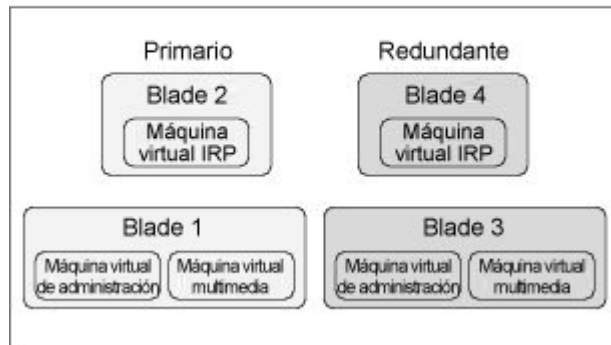 Primario
Redundante
Blade 2
Máquina
virtual IRP
Blade 4
Máquina
virtual IRP
Blade 1
Máquina virtual
de administración
Máquina virtual
multimedia
Blade 3
Máquina virtual
de administración
Máquina virtual
multimedia